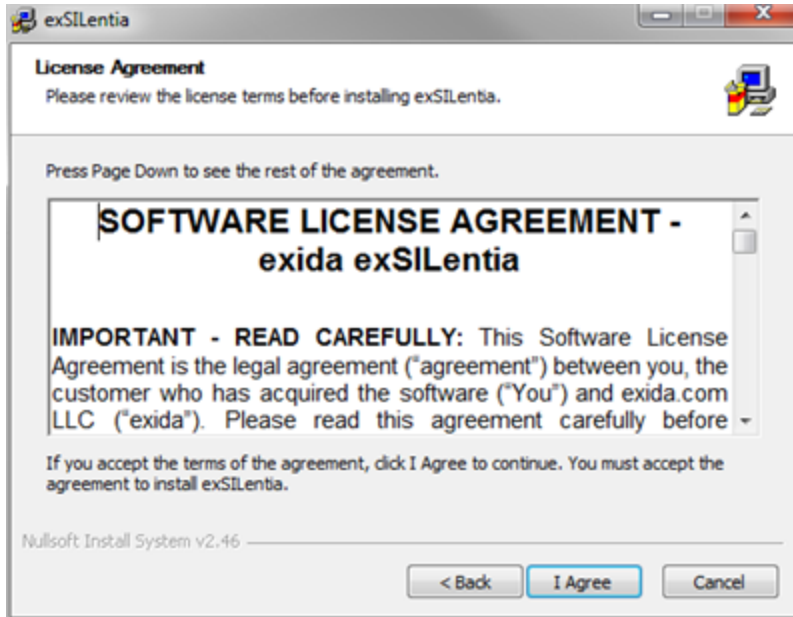 exSILentia
License Agreement
Please review the license terms before installing exSILentia.
Press Page Down to see the rest of the agreement.
SOFTWARE LICENSE AGREEMENT -
exida exSILentia
IMPORTANT - READ CAREFULLY: This Software License
Agreement is the legal agreement (“agreement”) between you, the
customer who has acquired the software (“You”) and exida.com
LLC (“exida”). Please read this agreement carefully before
If you accept the terms of the agreement, click I Agree to continue. You must accept the
agreement to install exSILentia.
Nullsoft Install System v2.46
< Back I Agree Cancel